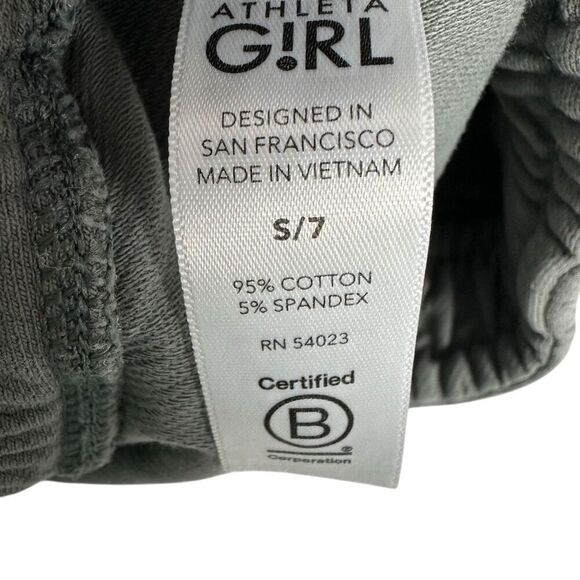 ATHLETA
G!RL
DESIGNED IN
SAN FRANCISCO
MADE IN VIETNAM
S/7
95% COTTON
5% SPANDEX
RN 54023
Certified
B
®
Corporation